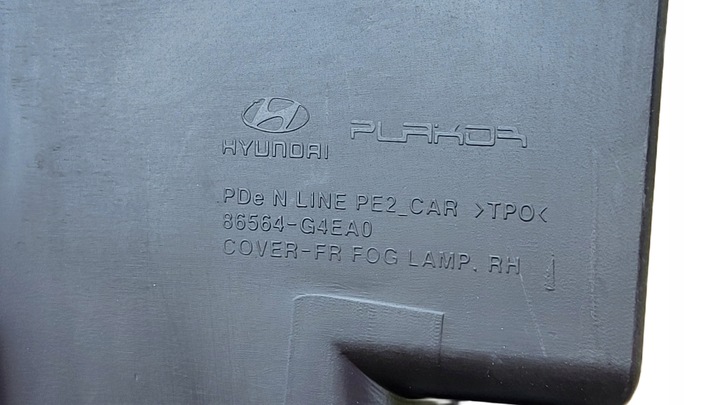 HYUNDAI PLAKOR
PDe N LINE PE2_CAR >TPO<
86564-G4EA0
COVER-FR FOG LAMP, RH